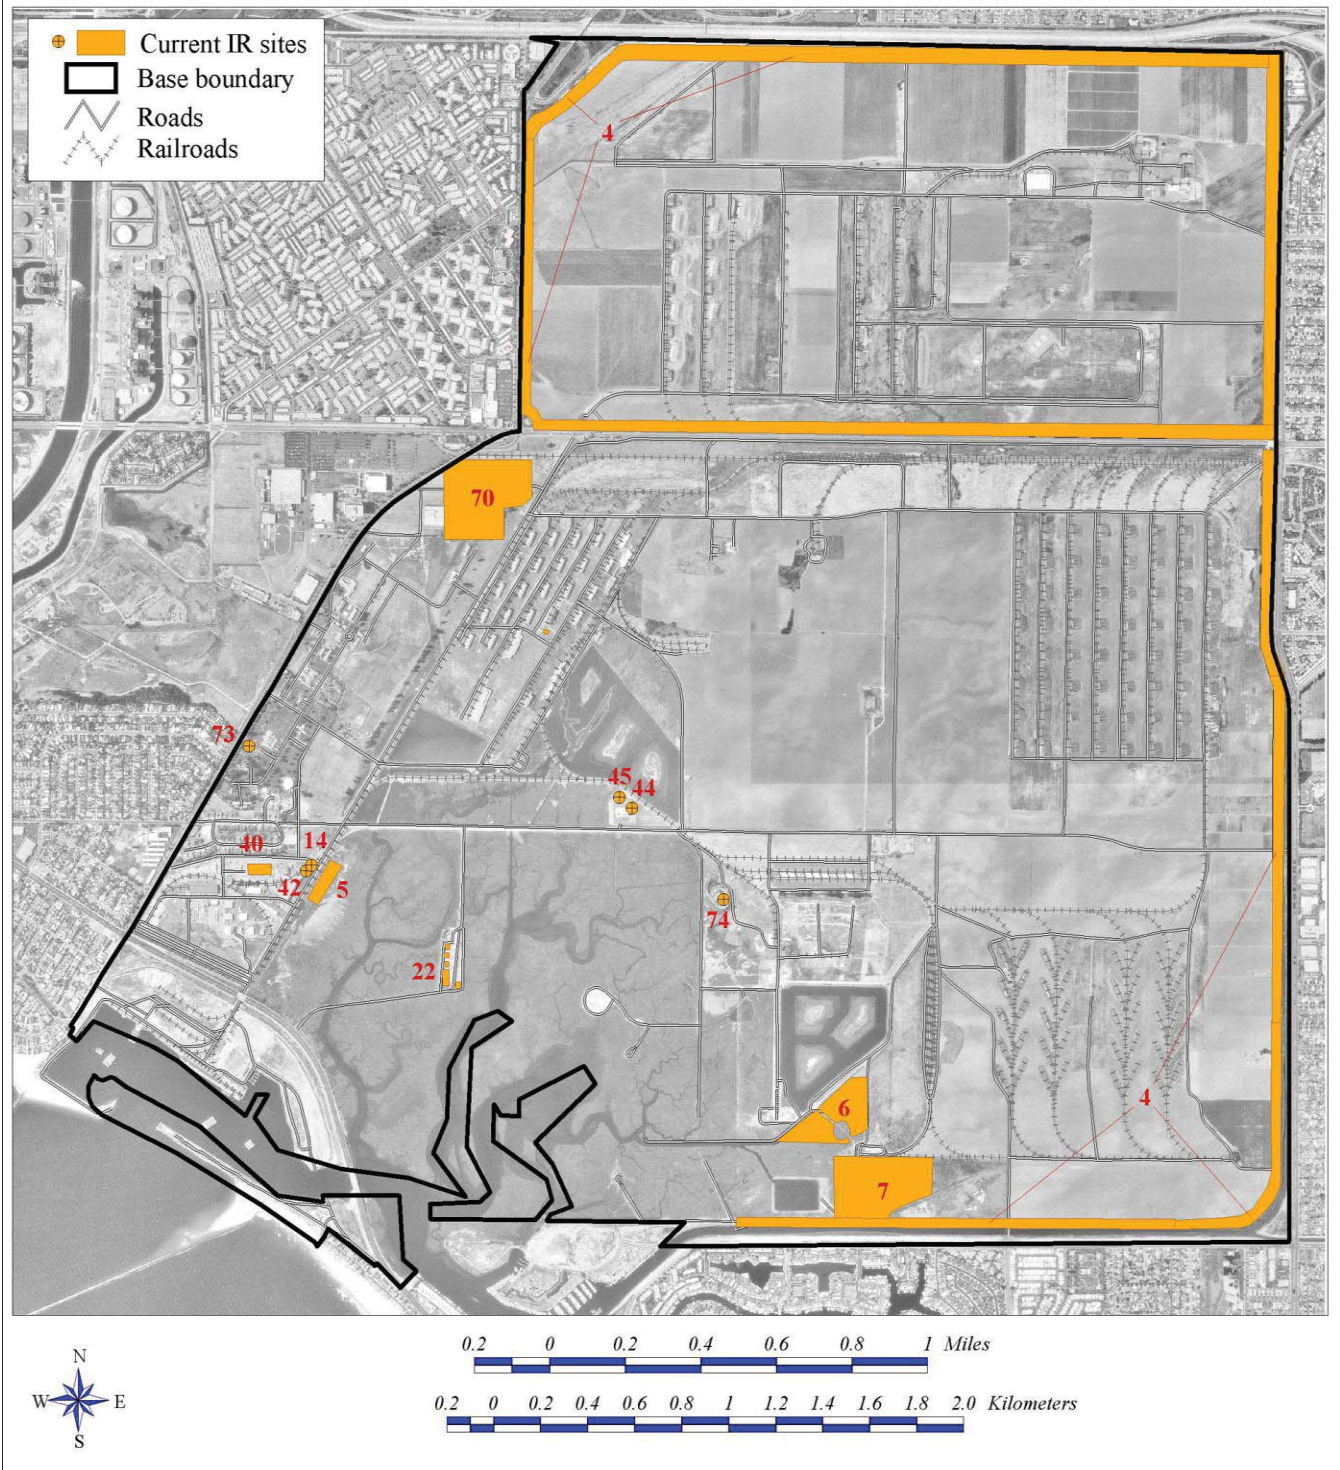 Current IR sites
Base boundary
Roads
Railroads
4
70
73
45
44
14
40
42
5
74
22
4
6
7
N
W E
S
0.2 0 0.2 0.4 0.6 0.8 1 Miles
0.2 0 0.2 0.4 0.6 0.8 1 1.2 1.4 1.6 1.8 2.0 Kilometers